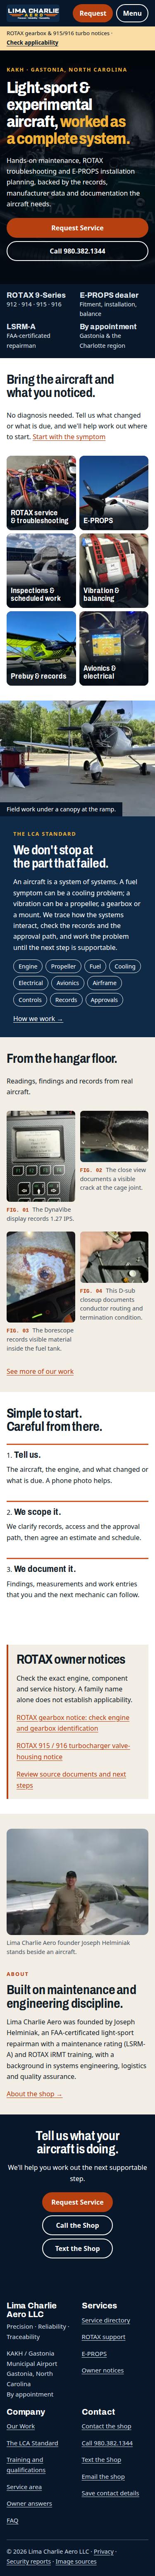 LIMA CHARLIE
AERO
Request
Menu
ROTAX gearbox & 915/916 turbo notices ·
Check applicability
KAKH · GASTONIA, NORTH CAROLINA
Light-sport &
experimental
aircraft, worked as
a complete system.
Hands-on maintenance, ROTAX
troubleshooting and E-PROPS installation
planning, backed by the records,
manufacturer data and documentation the
aircraft needs.
Request Service
Call 980.382.1344
ROTAX 9-Series
912 · 914 · 915 · 916
E-PROPS dealer
Fitment, installation,
balance
LSRM-A
FAA-certificated
repairman
By appointment
Gastonia & the
Charlotte region
Bring the aircraft and
what you noticed.
No diagnosis needed. Tell us what changed
or what is due, and we'll help work out where
to start. Start with the symptom
ROTAX service
& troubleshooting
E-PROPS
Inspections &
scheduled work
Vibration &
balancing
Prebuy & records
Avionics &
electrical
Field work under a canopy at the ramp.
THE LCA STANDARD
We don't stop at
the part that failed.
An aircraft is a system of systems. A fuel
symptom can be a cooling problem; a
vibration can be a propeller, a gearbox or
a mount. We trace how the systems
interact, check the records and the
approval path, and work the problem
until the next step is supportable.
Engine
Propeller
Fuel
Cooling
Electrical
Avionics
Airframe
Controls
Records
Approvals
How we work →
From the hangar floor.
Readings, findings and records from real
aircraft.
FIG. 01 The DynaVibe
display records 1.27 IPS.
FIG. 02 The close view
documents a visible
crack at the cage joint.
FIG. 03 The borescope
records visible material
inside the fuel tank.
FIG. 04 This D-sub
closeup documents
conductor routing and
termination condition.
See more of our work
Simple to start.
Careful from there.
1. Tell us.
The aircraft, the engine, and what changed or
what is due. A phone photo helps.
2. We scope it.
We clarify records, access and the approval
path, then agree an estimate and schedule.
3. We document it.
Findings, measurements and work entries
that you and the next mechanic can follow.
ROTAX owner notices
Check the exact engine, component
and service history. A family name
alone does not establish applicability.
ROTAX gearbox notice: check engine
and gearbox identification
ROTAX 915 / 916 turbocharger valve-
housing notice
Review source documents and next
steps
Lima Charlie Aero founder Joseph Helminiak
stands beside an aircraft.
ABOUT
Built on maintenance and
engineering discipline.
Lima Charlie Aero was founded by Joseph
Helminiak, an FAA-certificated light-sport
repairman with a maintenance rating (LSRM-
A) and ROTAX iRMT training, with a
background in systems engineering, logistics
and quality assurance.
About the shop →
Tell us what your
aircraft is doing.
We'll help you work out the next supportable
step.
Request Service
Call the Shop
Text the Shop
Lima Charlie
Aero LLC
Precision · Reliability ·
Traceability
KAKH / Gastonia
Municipal Airport
Gastonia, North
Carolina
By appointment
Services
Service directory
ROTAX support
E-PROPS
Owner notices
Company
Our Work
The LCA Standard
Training and
qualifications
Service area
Owner answers
FAQ
Contact
Contact the shop
Call 980.382.1344
Text the Shop
Email the shop
Save contact details
© 2026 Lima Charlie Aero LLC · Privacy ·
Security reports · Image sources